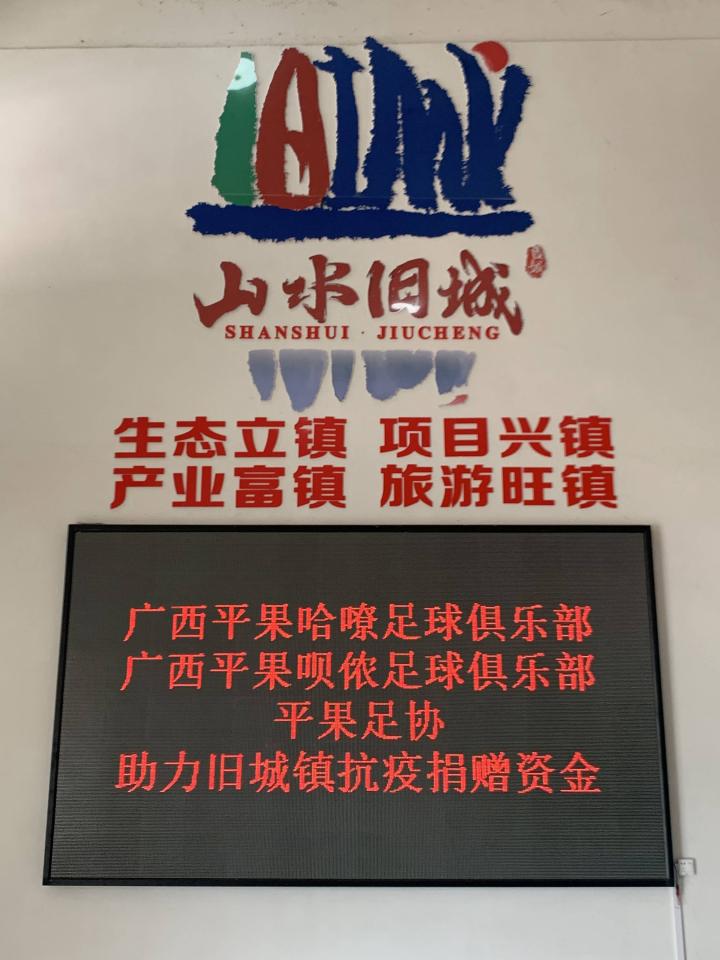 山水旧城
SHANSHUI · JIUCHENG
生态立镇 项目兴镇
产业富镇 旅游旺镇
广西平果哈嘹足球俱乐部
广西平果呗侬足球俱乐部
平果足协
助力旧城镇抗疫捐赠资金